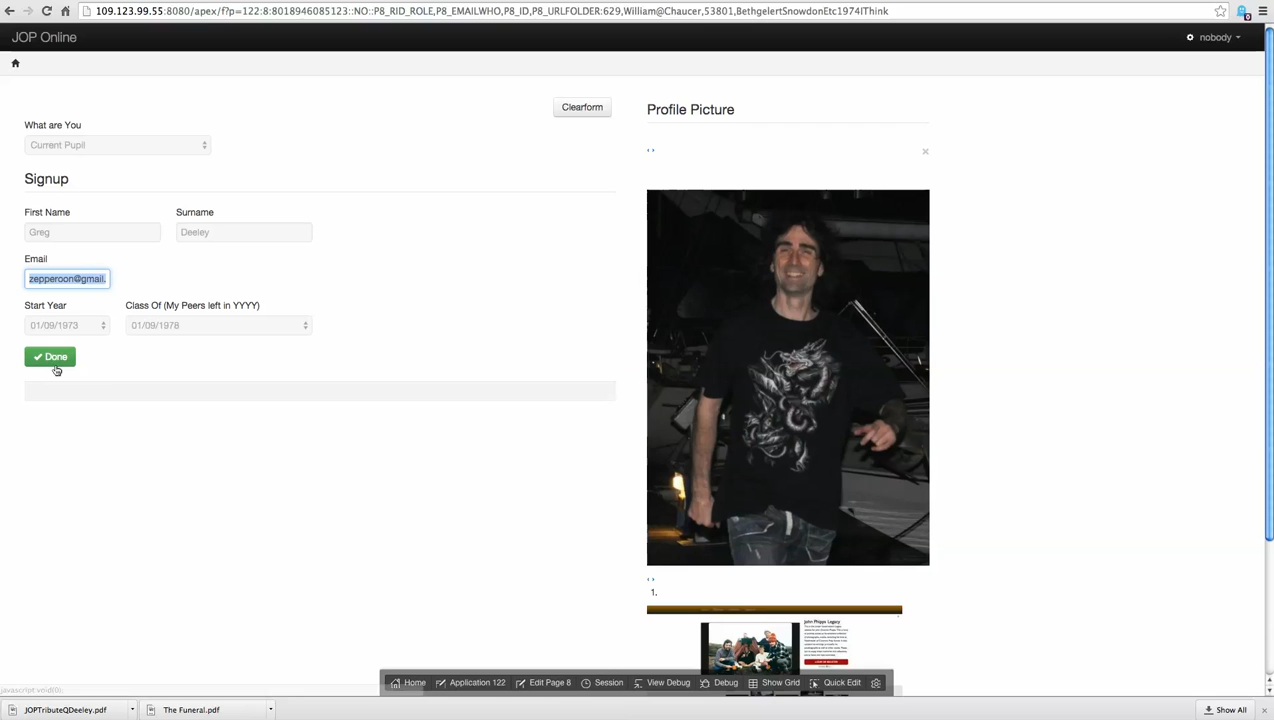 109.123.99.55:8080/apex/f?p=122:8:8018946085123::NO::P8_RID_ROLE,P8_EMAILWHO,P8_ID,P8_URLFOLDER:629,William@Chaucer,53801,BethgelertSnowdonEtc1974IThink
JOP Online
nobody
Clearform
What are You
Current Pupil
Signup
First Name
Surname
Greg
Deeley
Email
zepperoon@gmail.
Start Year
Class Of (My Peers left in YYYY)
01/09/1973
01/09/1978
Done
Profile Picture
1.
John Phipps Legacy
Home
Application 122
Edit Page 8
Session
View Debug
Debug
Show Grid
Quick Edit
javascript:void(0);
JOPTributeQDeeley.pdf
The Funeral.pdf
Show All